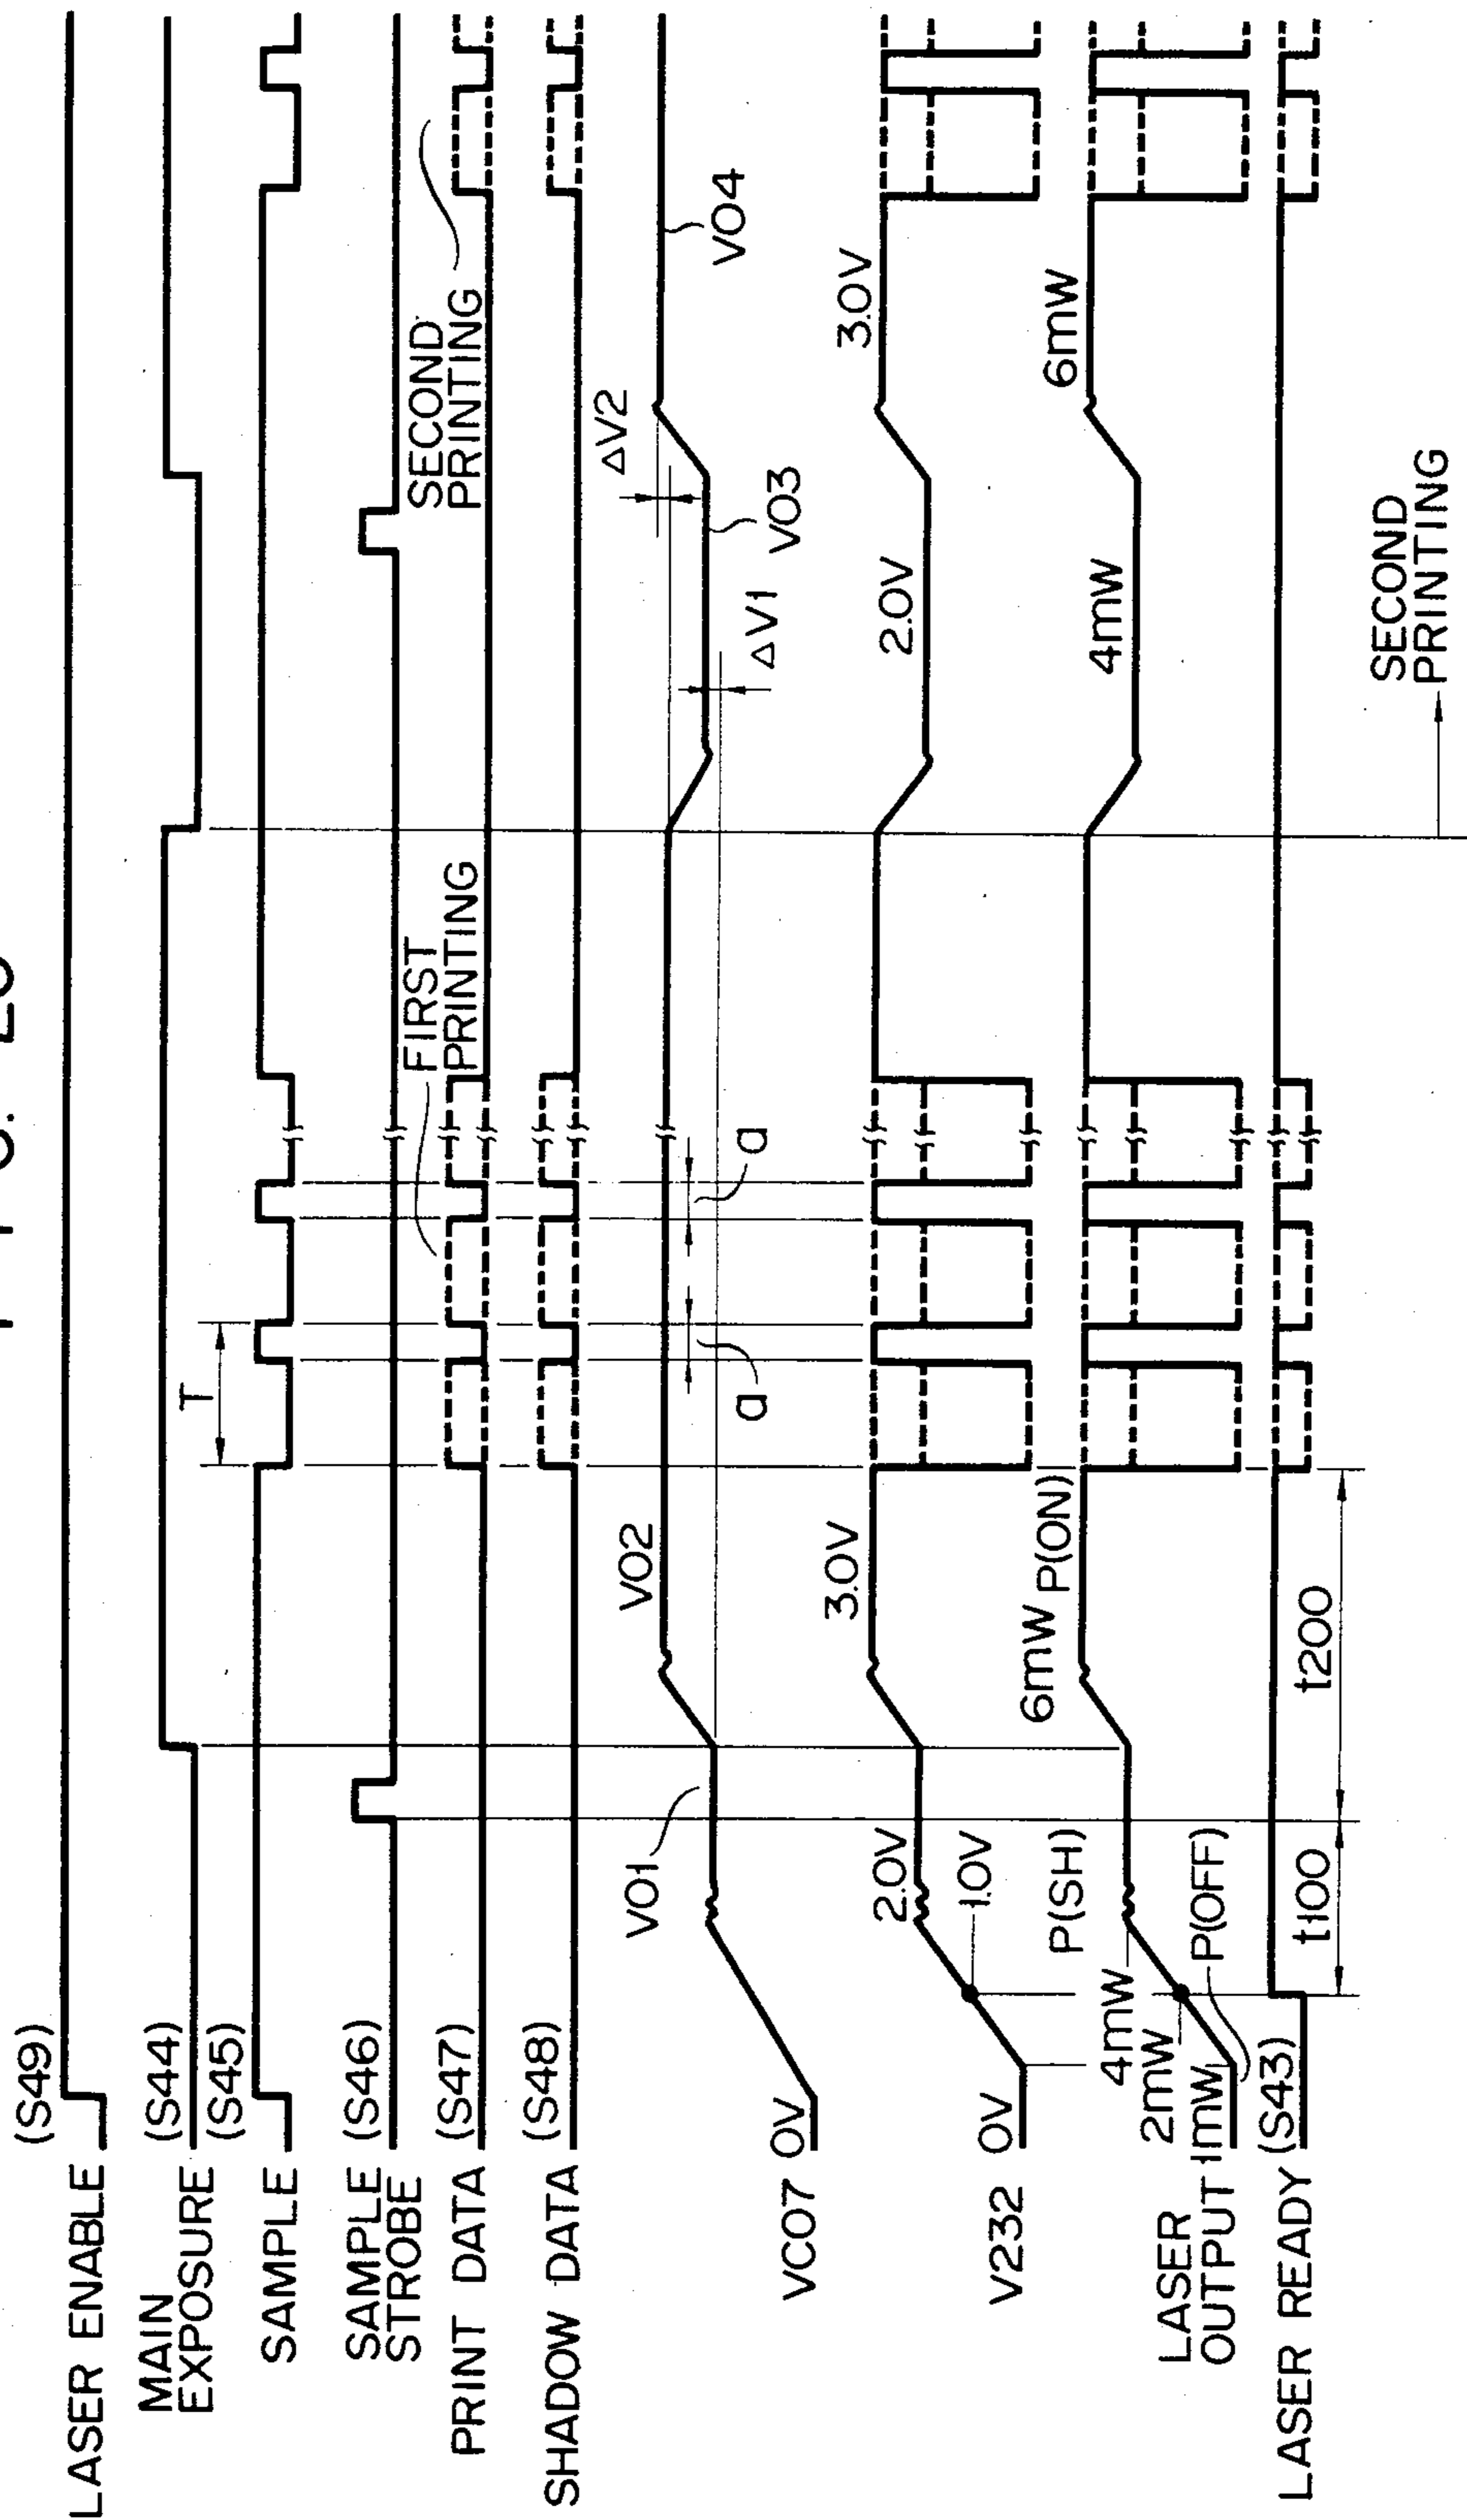 LASER ENABLE (S49)
MAIN
EXPOSURE (S44)
SAMPLE (S45)
SAMPLE
STROBE (S46)
PRINT DATA (S47)
SHADOW DATA (S48)
T
FIRST
PRINTING
SECOND
PRINTING
VC07 0V
V01
V02
a
a
ΔV1
V03
ΔV2
V04
V232 0V
1.0V
2.0V
3.0V
2.0V
3.0V
LASER
OUTPUT 1mW
2mW
4mW
P(OFF)
P(SH)
6mW P(ON)
4mW
6mW
LASER READY (S43)
t100
t200
SECOND
PRINTING